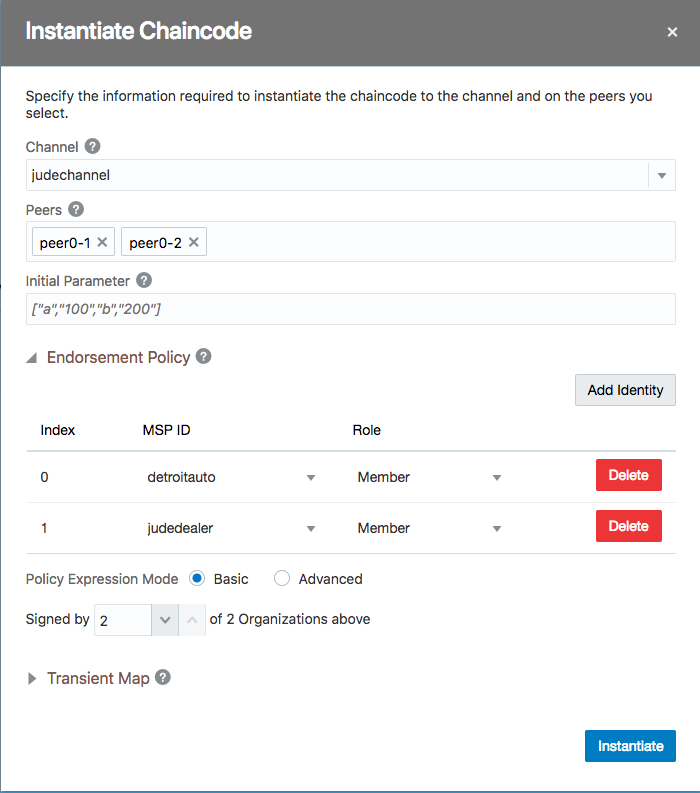 Instantiate Chaincode ×
Specify the information required to instantiate the chaincode to the channel and on the peers you
select.
Channel ?
judechannel
Peers ?
peer0-1 × peer0-2 ×
Initial Parameter ?
["a","100","b","200"]
Endorsement Policy ?
Add Identity
Index MSP ID Role
0 detroitauto Member Delete
1 judedealer Member Delete
Policy Expression Mode Basic Advanced
Signed by 2 of 2 Organizations above
Transient Map ?
Instantiate